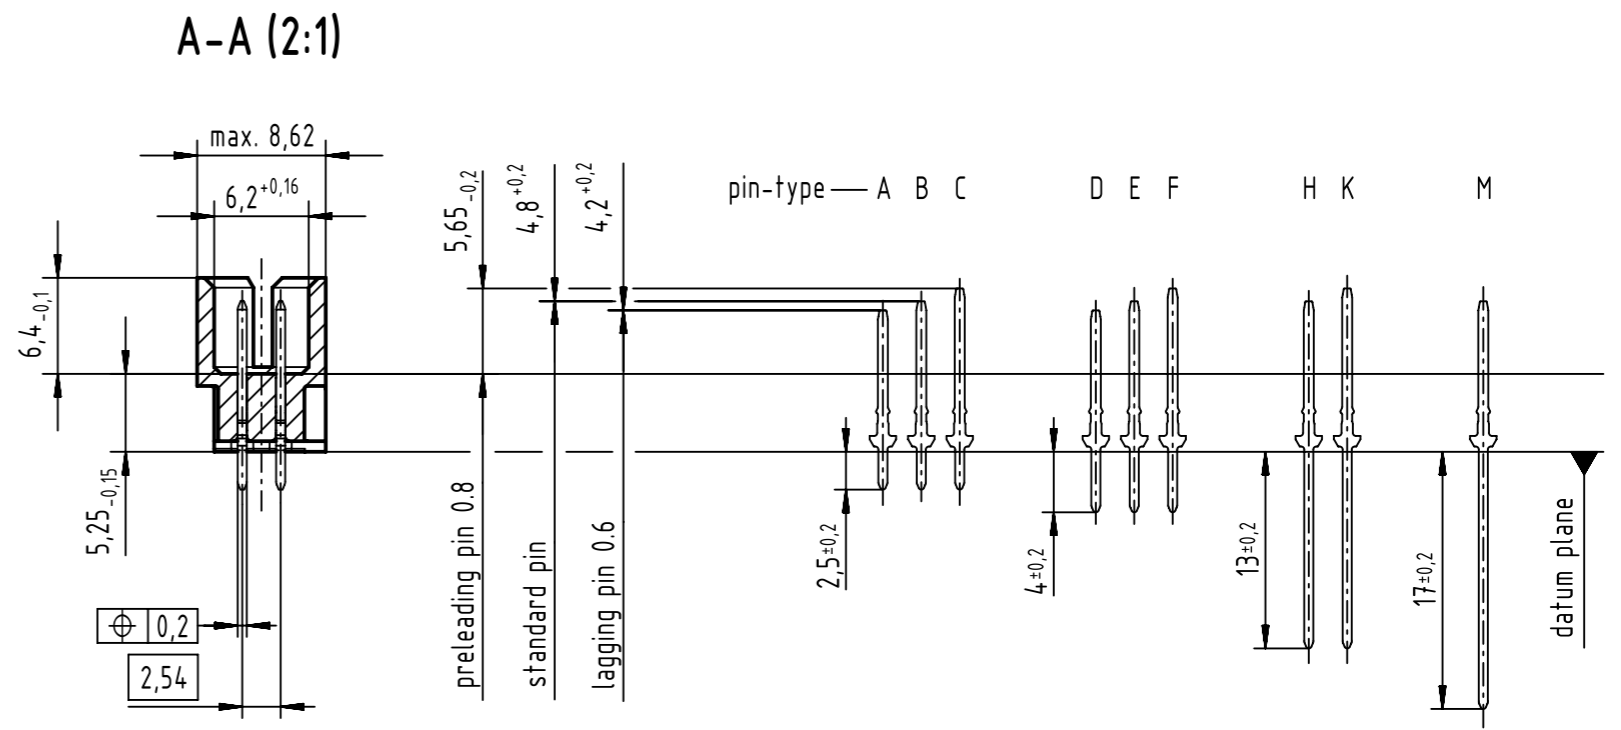 A-A (2:1)
max. 8,62
6,2+0,16
6,4-0,1
5,25-0,15
⌖ 0,2
2,54
5,65-0,2
4,8+0,2
4,2+0,2
preleading pin 0.8
standard pin
lagging pin 0.6
pin-type A B C D E F H K M
2,5±0,2
4±0,2
13±0,2
17±0,2
datum plane